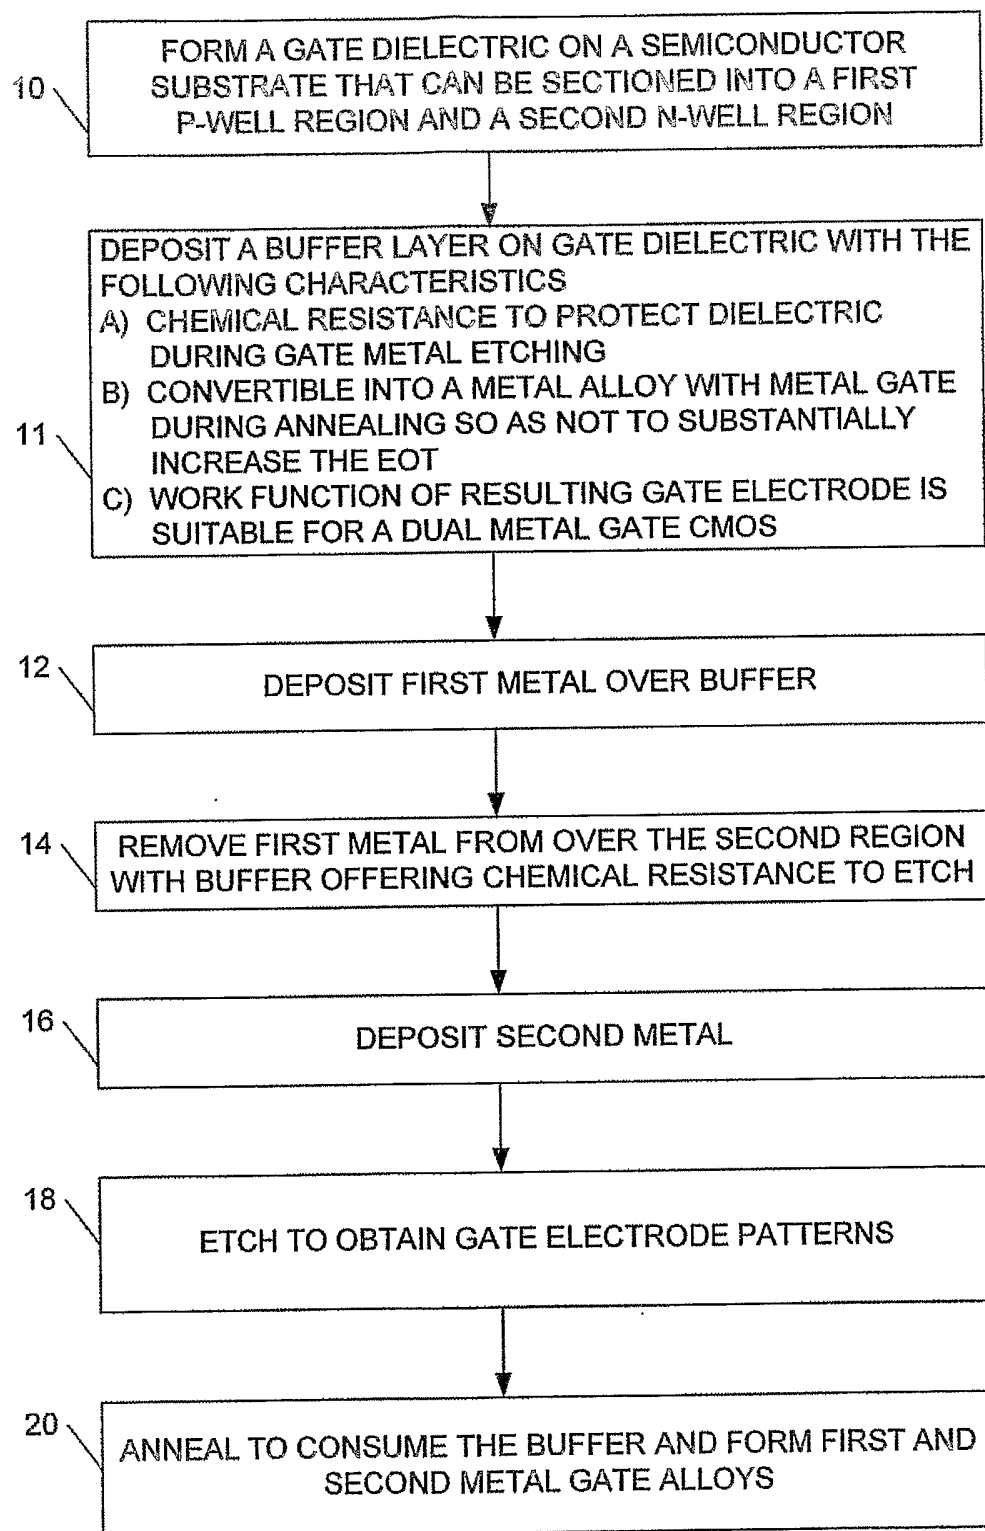 10
FORM A GATE DIELECTRIC ON A SEMICONDUCTOR
SUBSTRATE THAT CAN BE SECTIONED INTO A FIRST
P-WELL REGION AND A SECOND N-WELL REGION
11
DEPOSIT A BUFFER LAYER ON GATE DIELECTRIC WITH THE
FOLLOWING CHARACTERISTICS
A) CHEMICAL RESISTANCE TO PROTECT DIELECTRIC
DURING GATE METAL ETCHING
B) CONVERTIBLE INTO A METAL ALLOY WITH METAL GATE
DURING ANNEALING SO AS NOT TO SUBSTANTIALLY
INCREASE THE EOT
C) WORK FUNCTION OF RESULTING GATE ELECTRODE IS
SUITABLE FOR A DUAL METAL GATE CMOS
12
DEPOSIT FIRST METAL OVER BUFFER
14
REMOVE FIRST METAL FROM OVER THE SECOND REGION
WITH BUFFER OFFERING CHEMICAL RESISTANCE TO ETCH
16
DEPOSIT SECOND METAL
18
ETCH TO OBTAIN GATE ELECTRODE PATTERNS
20
ANNEAL TO CONSUME THE BUFFER AND FORM FIRST AND
SECOND METAL GATE ALLOYS